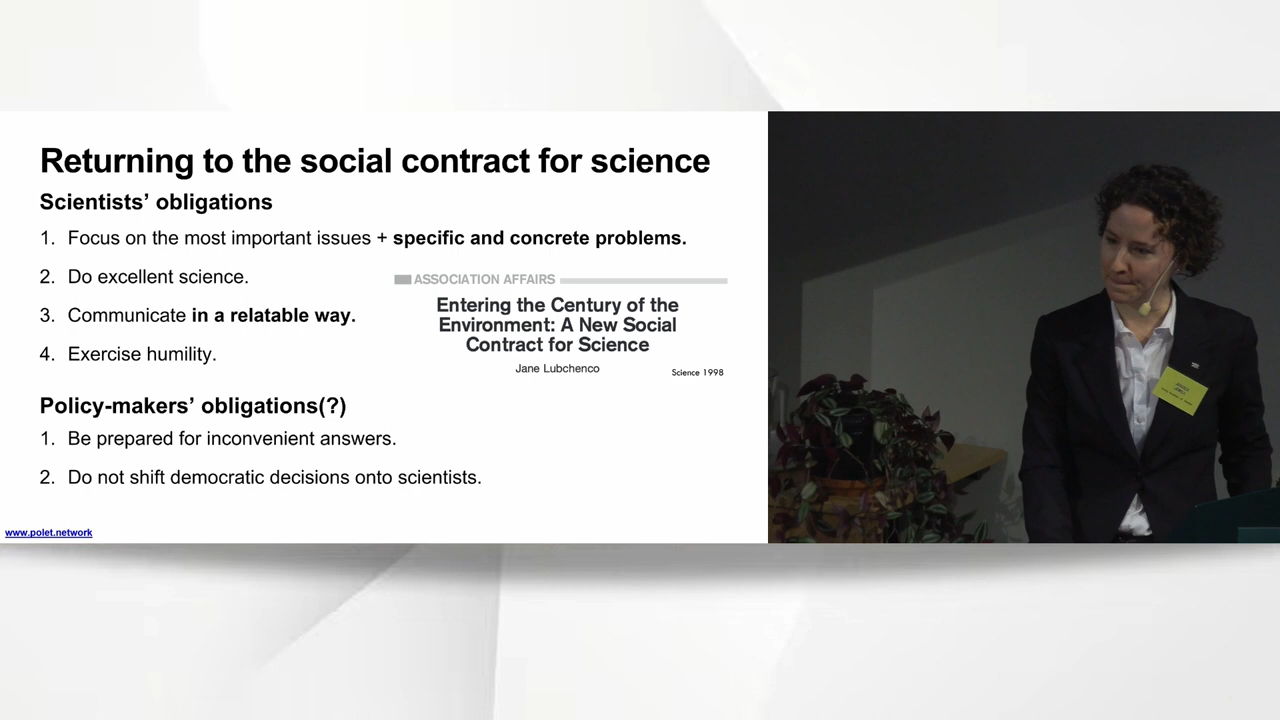 Returning to the social contract for science
Scientists' obligations
1. Focus on the most important issues + specific and concrete problems.
2. Do excellent science.
3. Communicate in a relatable way.
4. Exercise humility.
ASSOCIATION AFFAIRS
Entering the Century of the
Environment: A New Social
Contract for Science
Jane Lubchenco
Science 1998
Policy-makers' obligations(?)
1. Be prepared for inconvenient answers.
2. Do not shift democratic decisions onto scientists.
www.polet.network